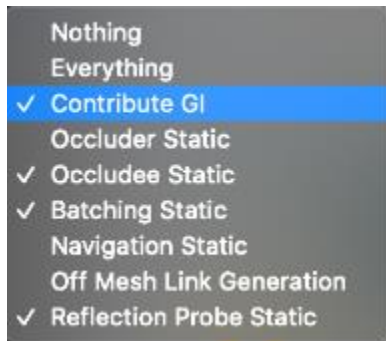 Nothing
Everything
✓ Contribute GI
Occluder Static
✓ Occludee Static
✓ Batching Static
Navigation Static
Off Mesh Link Generation
✓ Reflection Probe Static